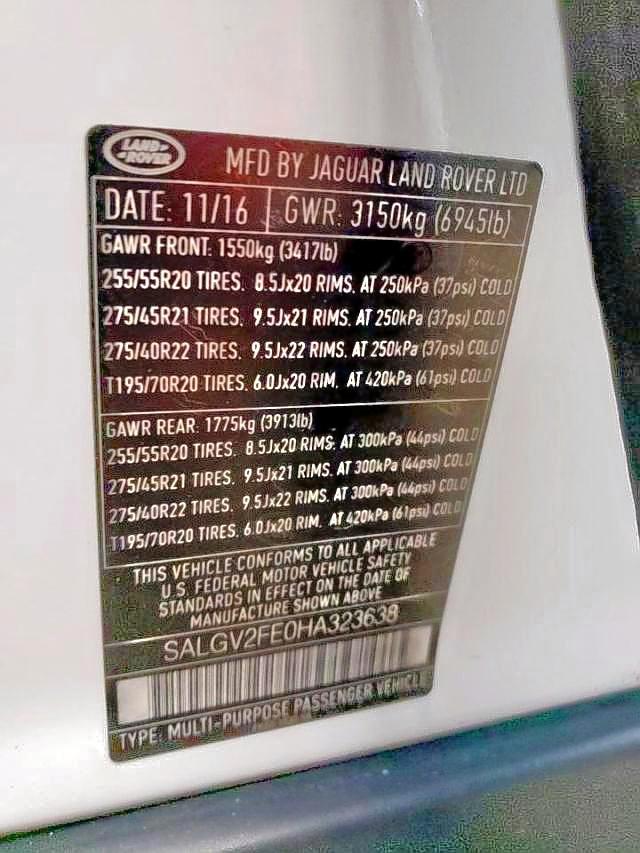 LAND-
-ROVER
MFD BY JAGUAR LAND ROVER LTD
DATE: 11/16 GWR: 3150kg (6945lb)
GAWR FRONT: 1550kg (3417lb)
255/55R20 TIRES. 8.5Jx20 RIMS. AT 250kPa (37psi) COLD
275/45R21 TIRES. 9.5Jx21 RIMS. AT 250kPa (37psi) COLD
275/40R22 TIRES. 9.5Jx22 RIMS. AT 250kPa (37psi) COLD
T195/70R20 TIRES. 6.0Jx20 RIM. AT 420kPa (61psi) COLD
GAWR REAR: 1775kg (3913lb)
255/55R20 TIRES. 8.5Jx20 RIMS. AT 300kPa (44psi) COLD
275/45R21 TIRES. 9.5Jx21 RIMS. AT 300kPa (44psi) COLD
275/40R22 TIRES. 9.5Jx22 RIMS. AT 300kPa (44psi) COLD
T195/70R20 TIRES. 6.0Jx20 RIM. AT 420kPa (61psi) COLD
THIS VEHICLE CONFORMS TO ALL APPLICABLE
U.S. FEDERAL MOTOR VEHICLE SAFETY
STANDARDS IN EFFECT ON THE DATE OF
MANUFACTURE SHOWN ABOVE
SALGV2FE0HA323638
TYPE: MULTI-PURPOSE PASSENGER VEHICLE